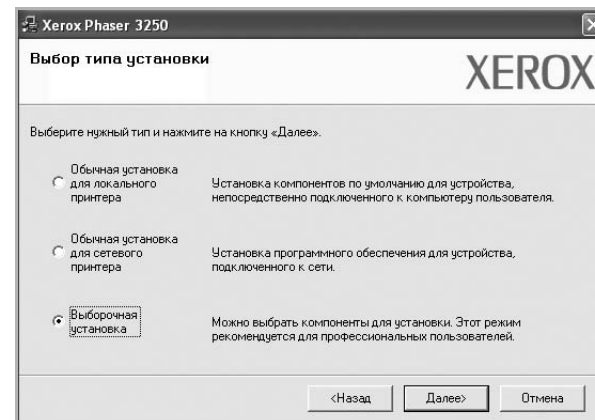 Xerox Phaser 3250
Выбор типа установки
XEROX
Выберите нужный тип и нажмите на кнопку «Далее».
Обычная установка
для локального
принтера
Установка компонентов по умолчанию для устройства,
непосредственно подключенного к компьютеру пользователя.
Обычная установка
для сетевого
принтера
Установка программного обеспечения для устройства,
подключенного к сети.
Выборочная
установка
Можно выбрать компоненты для установки. Этот режим
рекомендуется для профессиональных пользователей.
<Назад Далее> Отмена